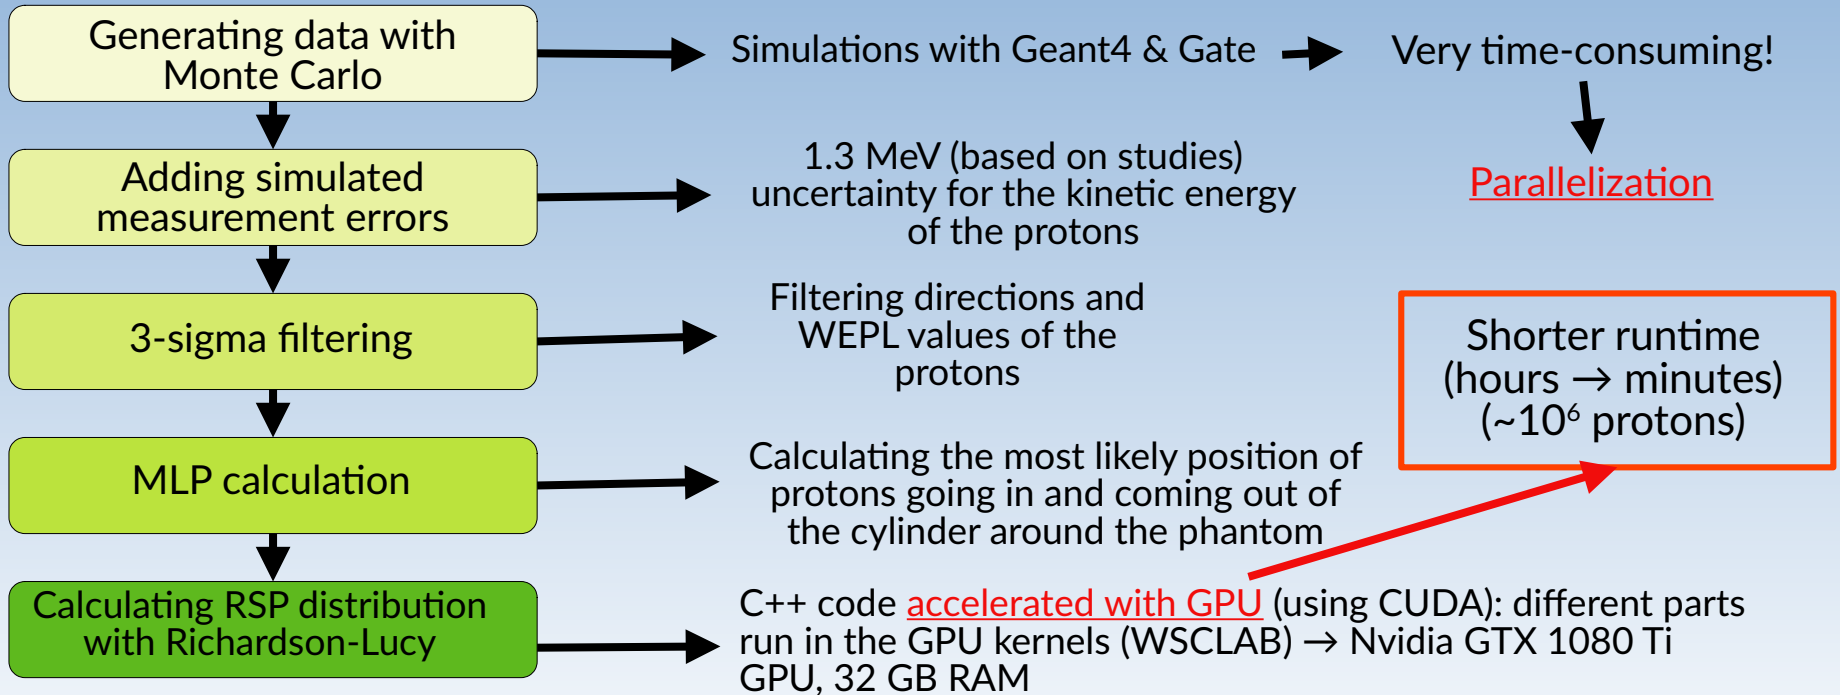 Generating data with
Monte Carlo
Simulations with Geant4 & Gate
Very time-consuming!
Adding simulated
measurement errors
1.3 MeV (based on studies)
uncertainty for the kinetic energy
of the protons
Parallelization
3-sigma filtering
Filtering directions and
WEPL values of the
protons
Shorter runtime
(hours → minutes)
(~10⁶ protons)
MLP calculation
Calculating the most likely position of
protons going in and coming out of
the cylinder around the phantom
Calculating RSP distribution
with Richardson-Lucy
C++ code accelerated with GPU (using CUDA): different parts
run in the GPU kernels (WSCLAB) → Nvidia GTX 1080 Ti
GPU, 32 GB RAM